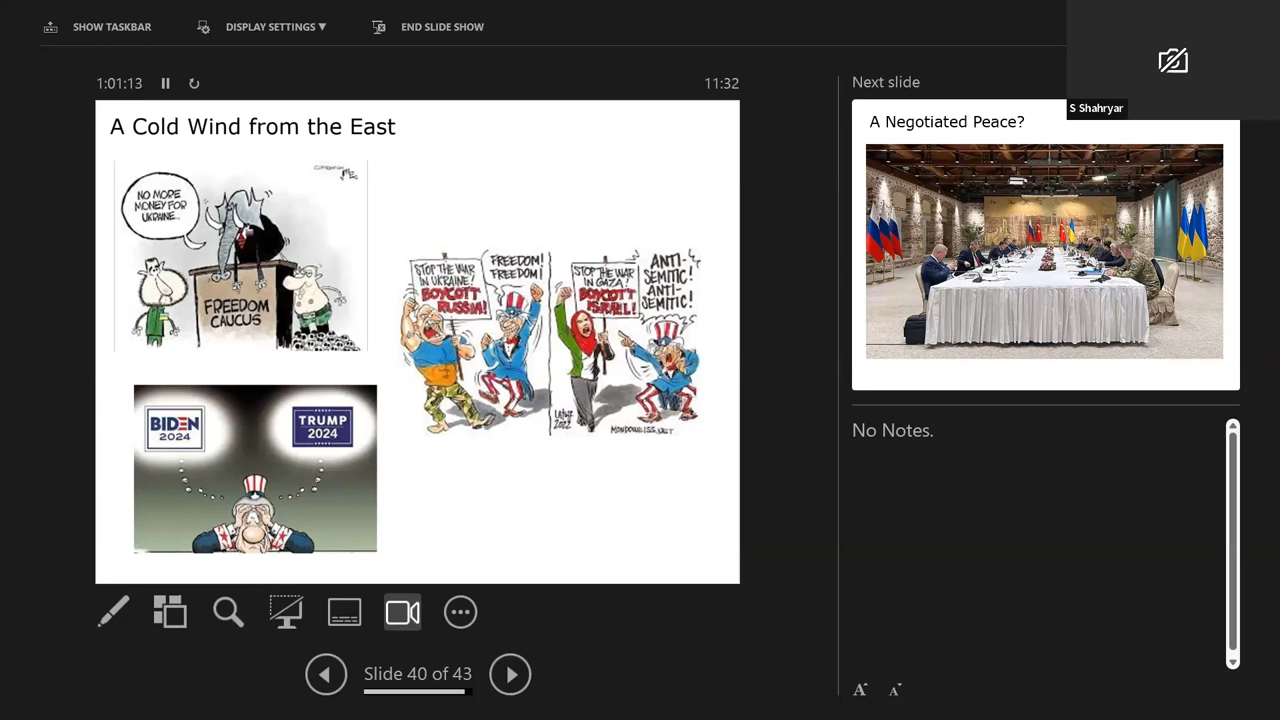 SHOW TASKBAR
DISPLAY SETTINGS ▼
END SLIDE SHOW
S Shahryar
1:01:13
11:32
A Cold Wind from the East
NO MORE
MONEY FOR
UKRAINE...
FREEDOM
CAUCUS
STOP THE WAR
IN UKRAINE!
BOYCOTT
RUSSIA!
FREEDOM!
FREEDOM!
STOP THE WAR
IN GAZA!
BOYCOTT
ISRAEL!
ANTI-
SEMITIC!
ANTI-
SEMITIC!
LATUFF
2022
MONDOWEISS.NET
BIDEN
2024
TRUMP
2024
Slide 40 of 43
Next slide
A Negotiated Peace?
No Notes.
A
A